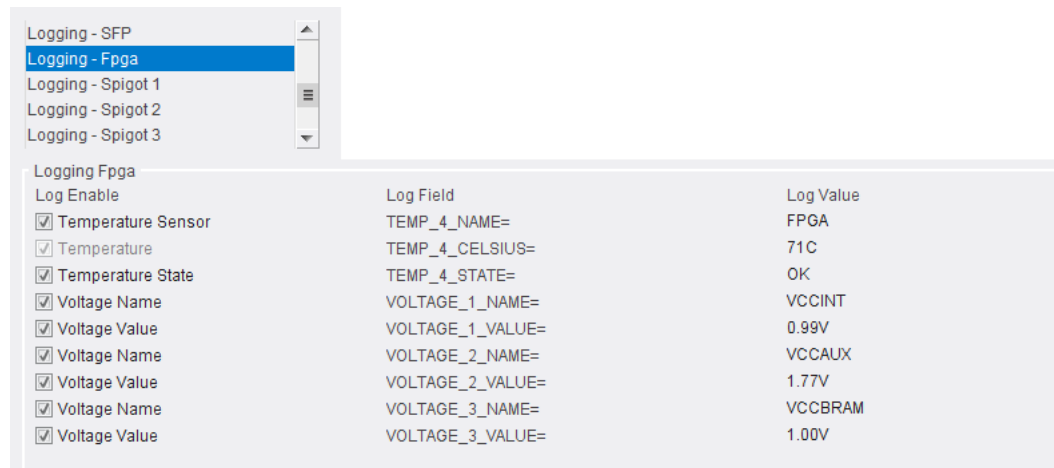 Logging - SFP
Logging - Fpga
Logging - Spigot 1
Logging - Spigot 2
Logging - Spigot 3
Logging Fpga
Log Enable Log Field Log Value
Temperature Sensor TEMP_4_NAME= FPGA
Temperature TEMP_4_CELSIUS= 71C
Temperature State TEMP_4_STATE= OK
Voltage Name VOLTAGE_1_NAME= VCCINT
Voltage Value VOLTAGE_1_VALUE= 0.99V
Voltage Name VOLTAGE_2_NAME= VCCAUX
Voltage Value VOLTAGE_2_VALUE= 1.77V
Voltage Name VOLTAGE_3_NAME= VCCBRAM
Voltage Value VOLTAGE_3_VALUE= 1.00V